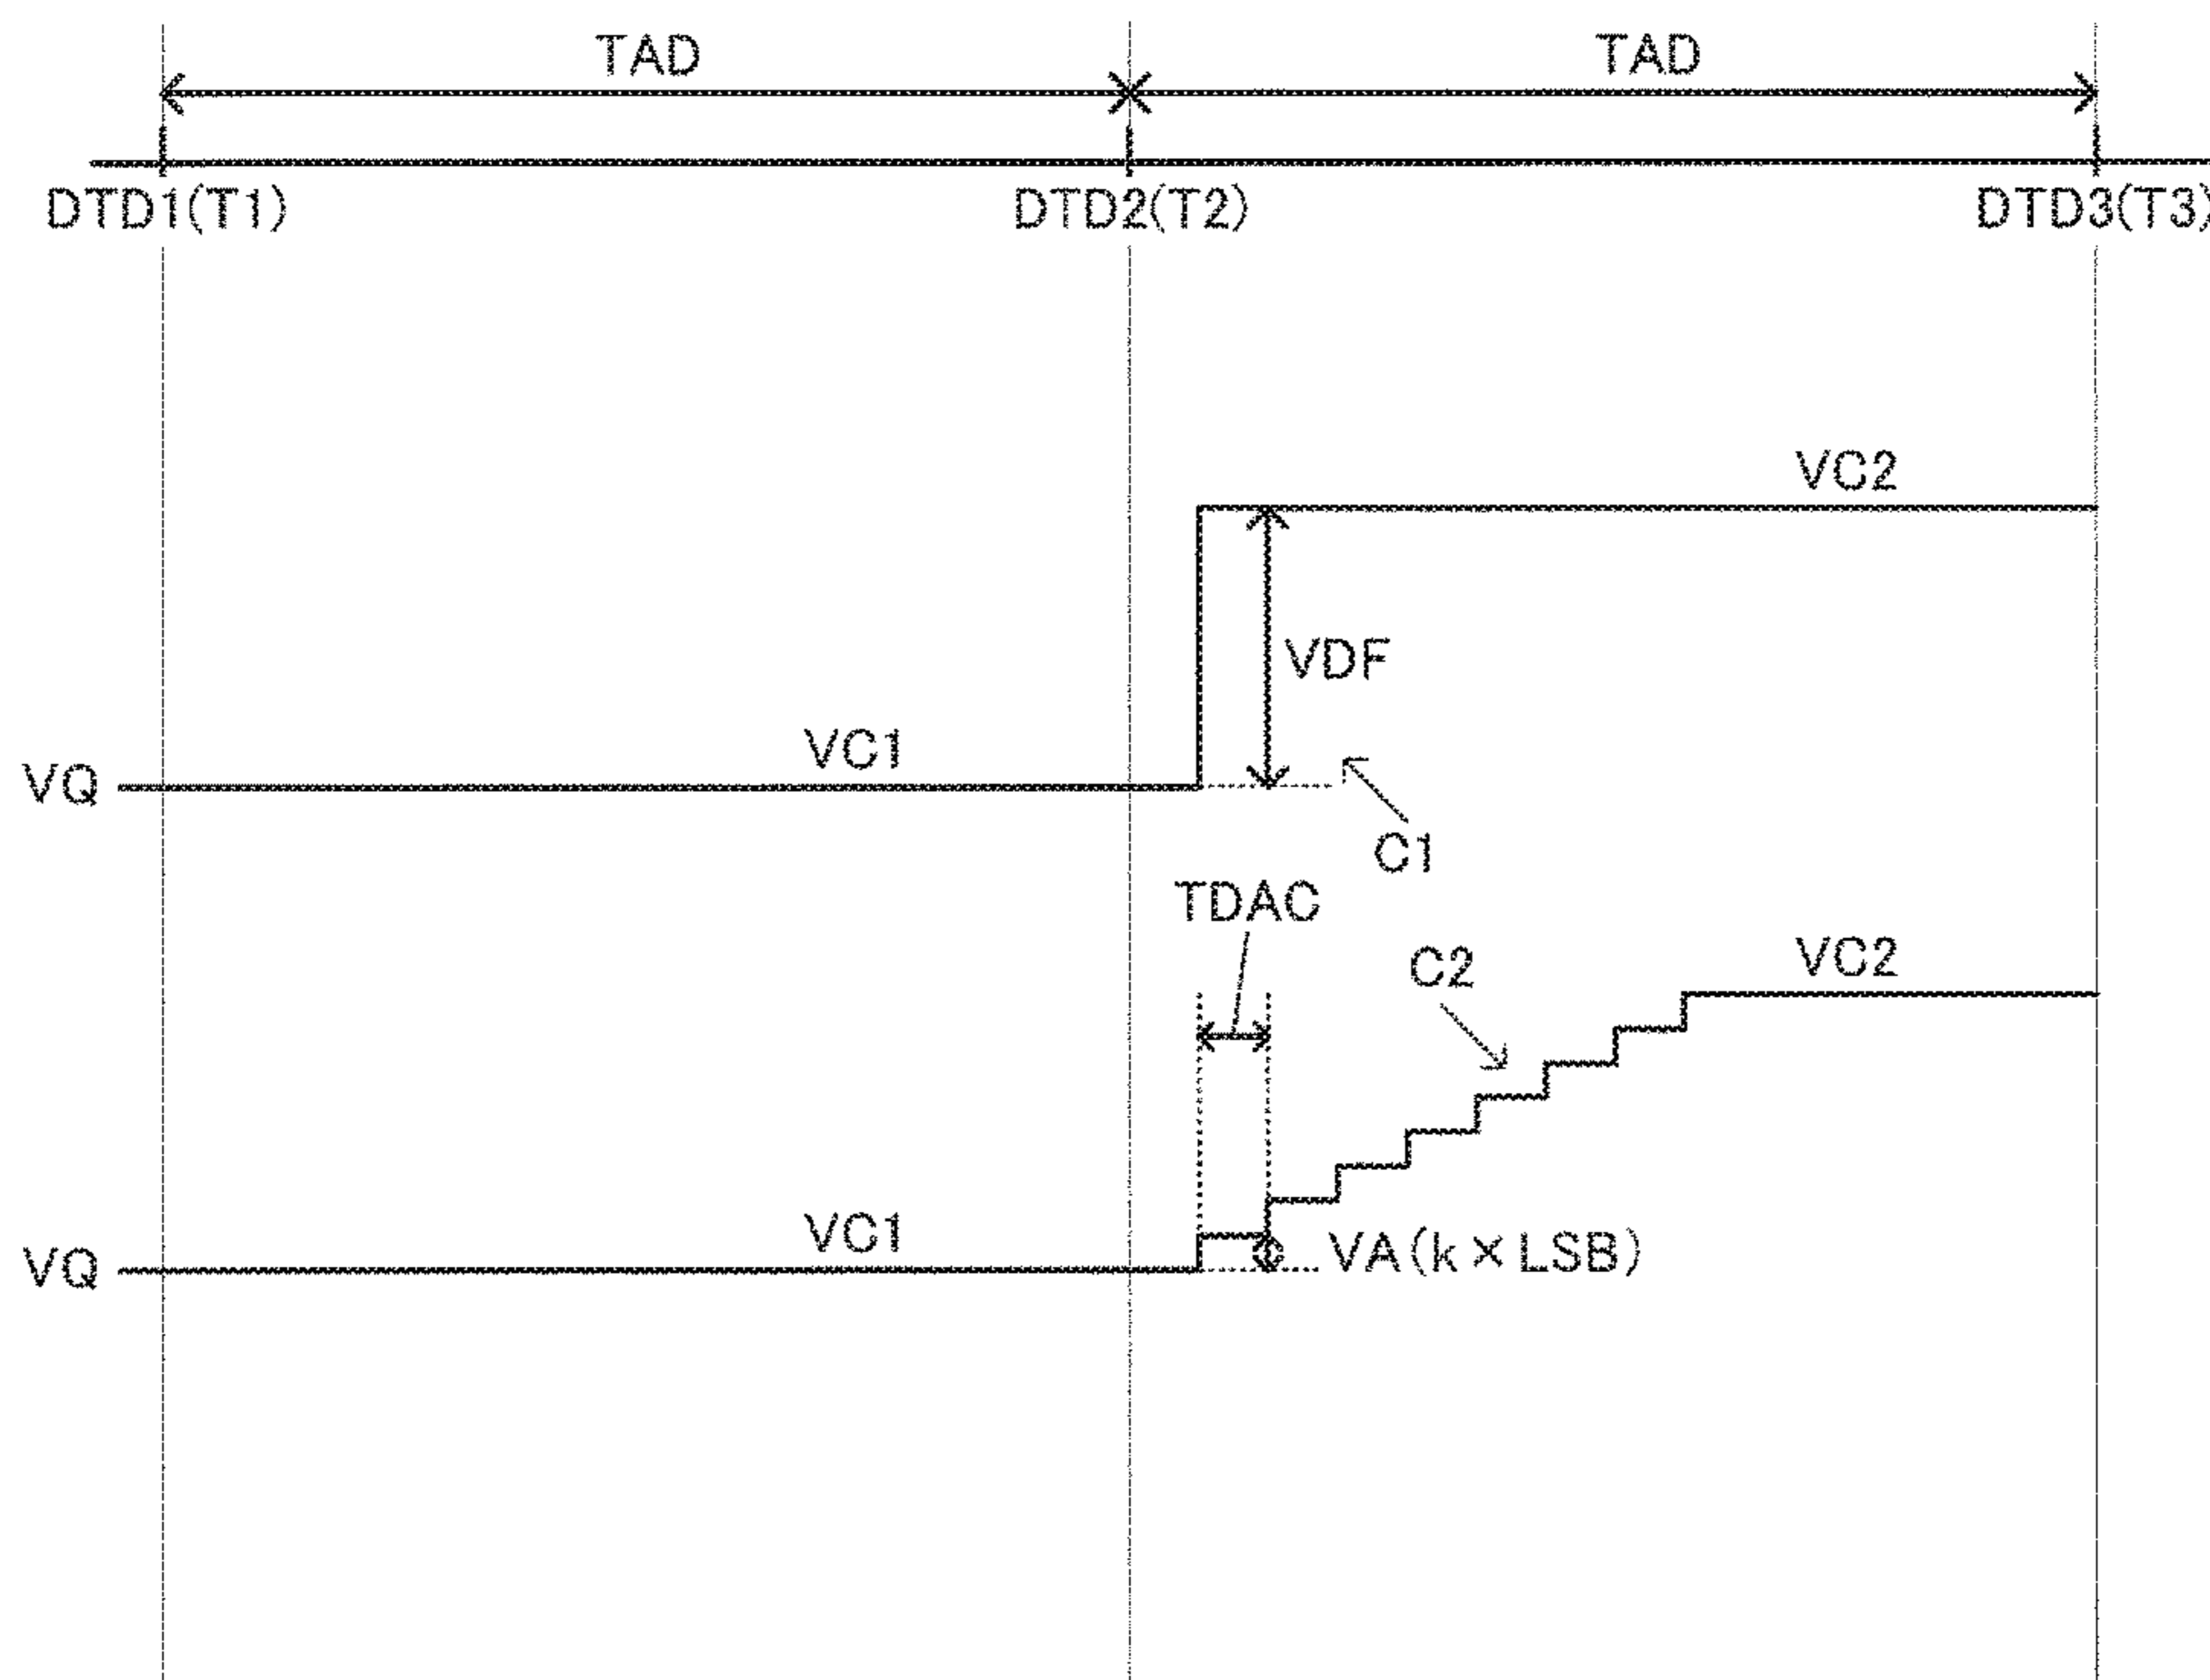 TAD TAD
DTD1(T1) DTD2(T2) DTD3(T3)
VC2
VDF
VC1
VQ
C1
TDAC
C2 VC2
VC1
VQ VA(k×LSB)